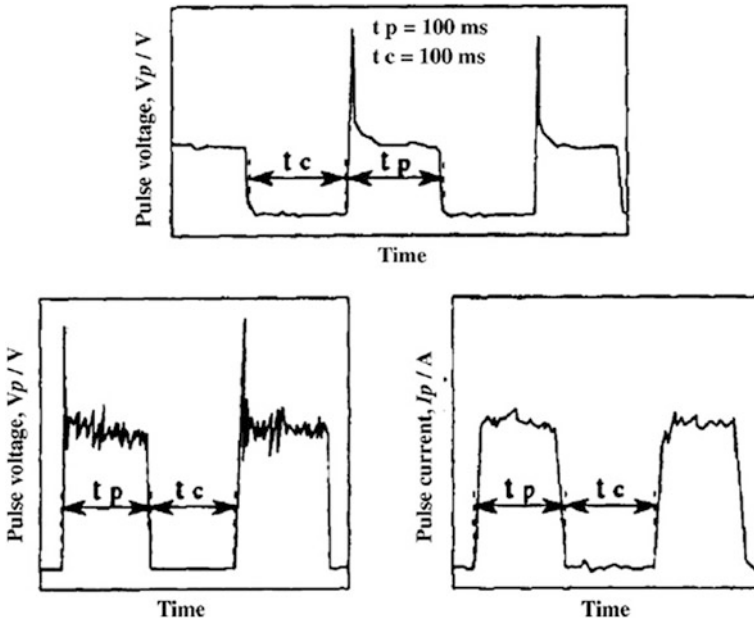 Pulse voltage, Vp / V
t p = 100 ms
t c = 100 ms
t c
t p
Time
Pulse voltage, Vp / V
t p
t c
Time
Pulse current, Ip / A
t p
t c
Time